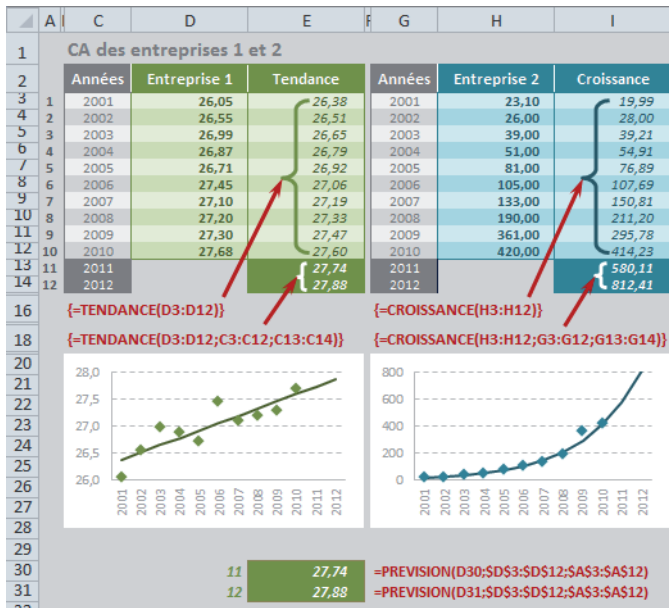 A C D E F G H I
1 CA des entreprises 1 et 2
2 Années Entreprise 1 Tendance Années Entreprise 2 Croissance
3 1 2001 26,05 26,38 2001 23,10 19,99
4 2 2002 26,55 26,51 2002 26,00 28,00
5 3 2003 26,99 26,65 2003 39,00 39,21
6 4 2004 26,87 26,79 2004 51,00 54,91
7 5 2005 26,71 26,92 2005 81,00 76,89
8 6 2006 27,45 27,06 2006 105,00 107,69
9 7 2007 27,10 27,19 2007 133,00 150,81
10 8 2008 27,20 27,33 2008 190,00 211,20
11 9 2009 27,30 27,47 2009 361,00 295,78
12 10 2010 27,68 27,60 2010 420,00 414,23
13 11 2011 27,74 2011 580,11
14 12 2012 27,88 2012 812,41
16 {=TENDANCE(D3:D12)} {=CROISSANCE(H3:H12)}
18 {=TENDANCE(D3:D12;C3:C12;C13:C14)} {=CROISSANCE(H3:H12;G3:G12;G13:G14)}
20
21
22
23
24
25
26
27
28
29
28,0
27,5
27,0
26,5
26,0
2001 2002 2003 2004 2005 2006 2007 2008 2009 2010 2011 2012
800
600
400
200
0
2001 2002 2003 2004 2005 2006 2007 2008 2009 2010 2011 2012
30 11 27,74 =PREVISION(D30;$D$3:$D$12;$A$3:$A$12)
31 12 27,88 =PREVISION(D31;$D$3:$D$12;$A$3:$A$12)